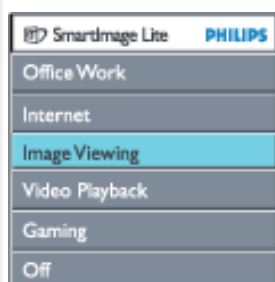 SmartImage Lite PHILIPS
Office Work
Internet
Image Viewing
Video Playback
Gaming
Off